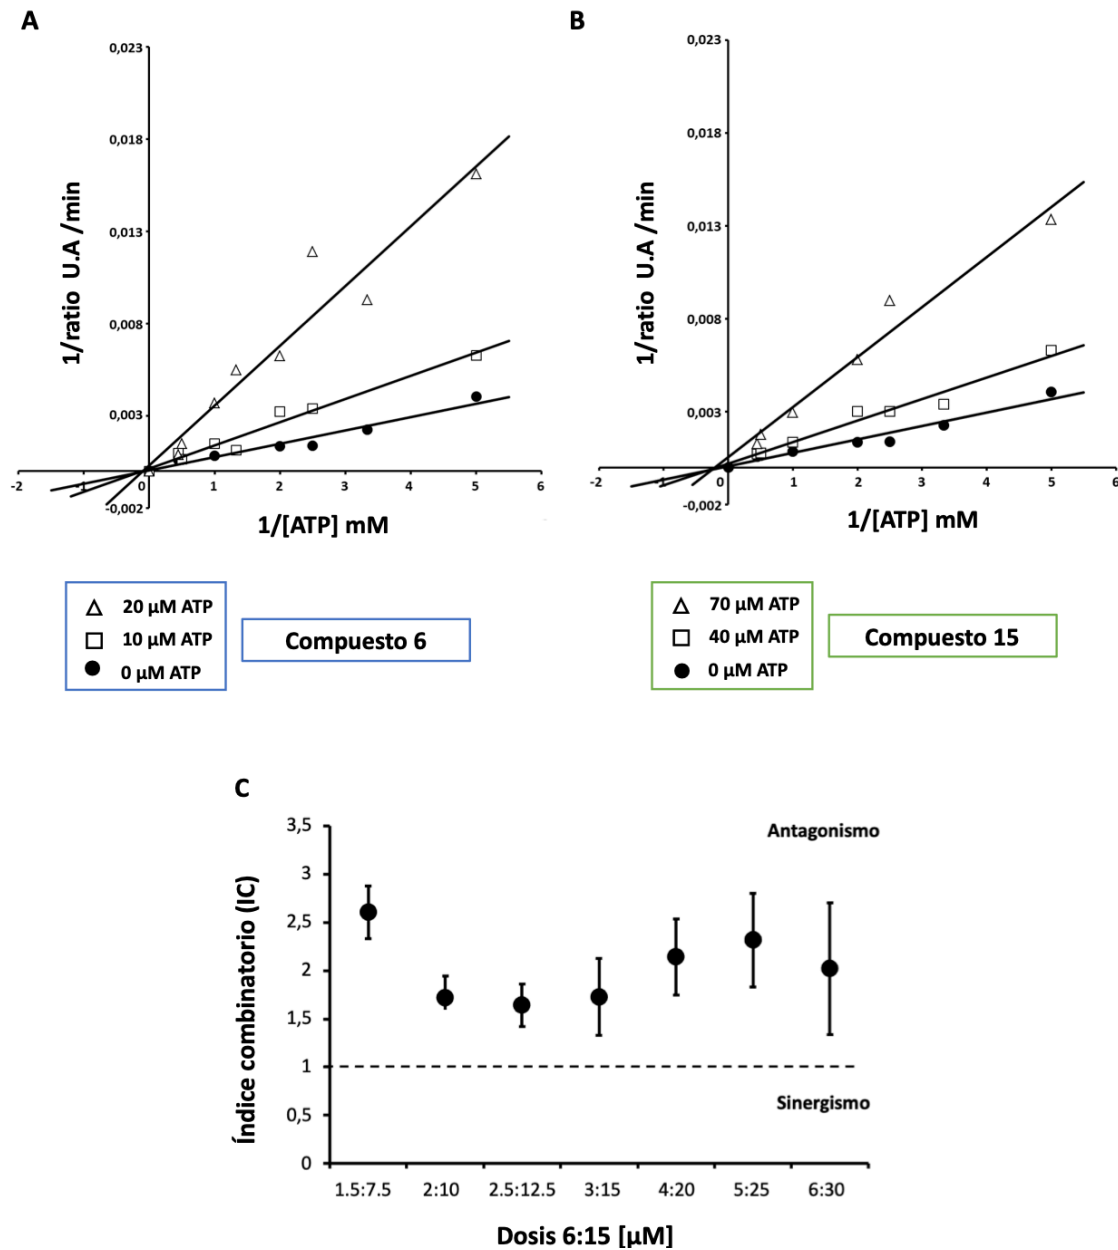 A
0,023
0,018
0,013
0,008
0,003
-0,002
-2
-1
0
1
2
3
4
5
6
1/ratio U.A /min
1/[ATP] mM
20 µM ATP
10 µM ATP
0 µM ATP
Compuesto 6
B
0,023
0,018
0,013
0,008
0,003
-0,002
-2
-1
0
1
2
3
4
5
6
1/ratio U.A /min
1/[ATP] mM
70 µM ATP
40 µM ATP
0 µM ATP
Compuesto 15
C
3,5
3
2,5
2
1,5
1
0,5
0
Índice combinatorio (IC)
Antagonismo
Sinergismo
1.5:7.5
2:10
2.5:12.5
3:15
4:20
5:25
6:30
Dosis 6:15 [µM]